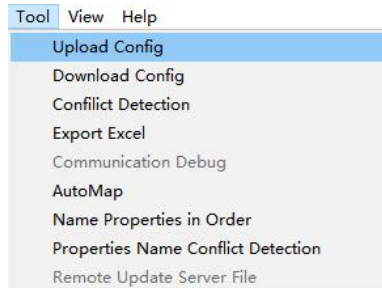 Tool View Help
Upload Config
Download Config
Confilict Detection
Export Excel
Communication Debug
AutoMap
Name Properties in Order
Properties Name Conflict Detection
Remote Update Server File